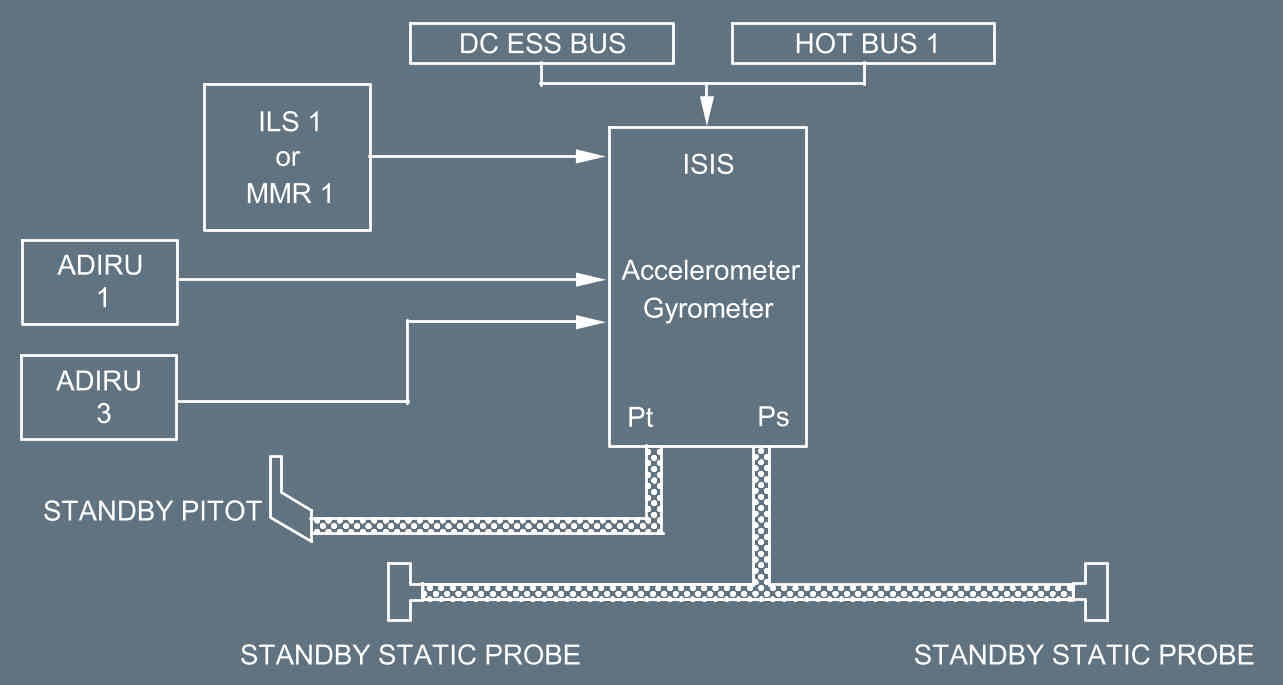 DC ESS BUS
HOT BUS 1
ILS 1
or
MMR 1
ISIS
ADIRU
1
Accelerometer
Gyrometer
ADIRU
3
Pt
Ps
STANDBY PITOT
STANDBY STATIC PROBE
STANDBY STATIC PROBE